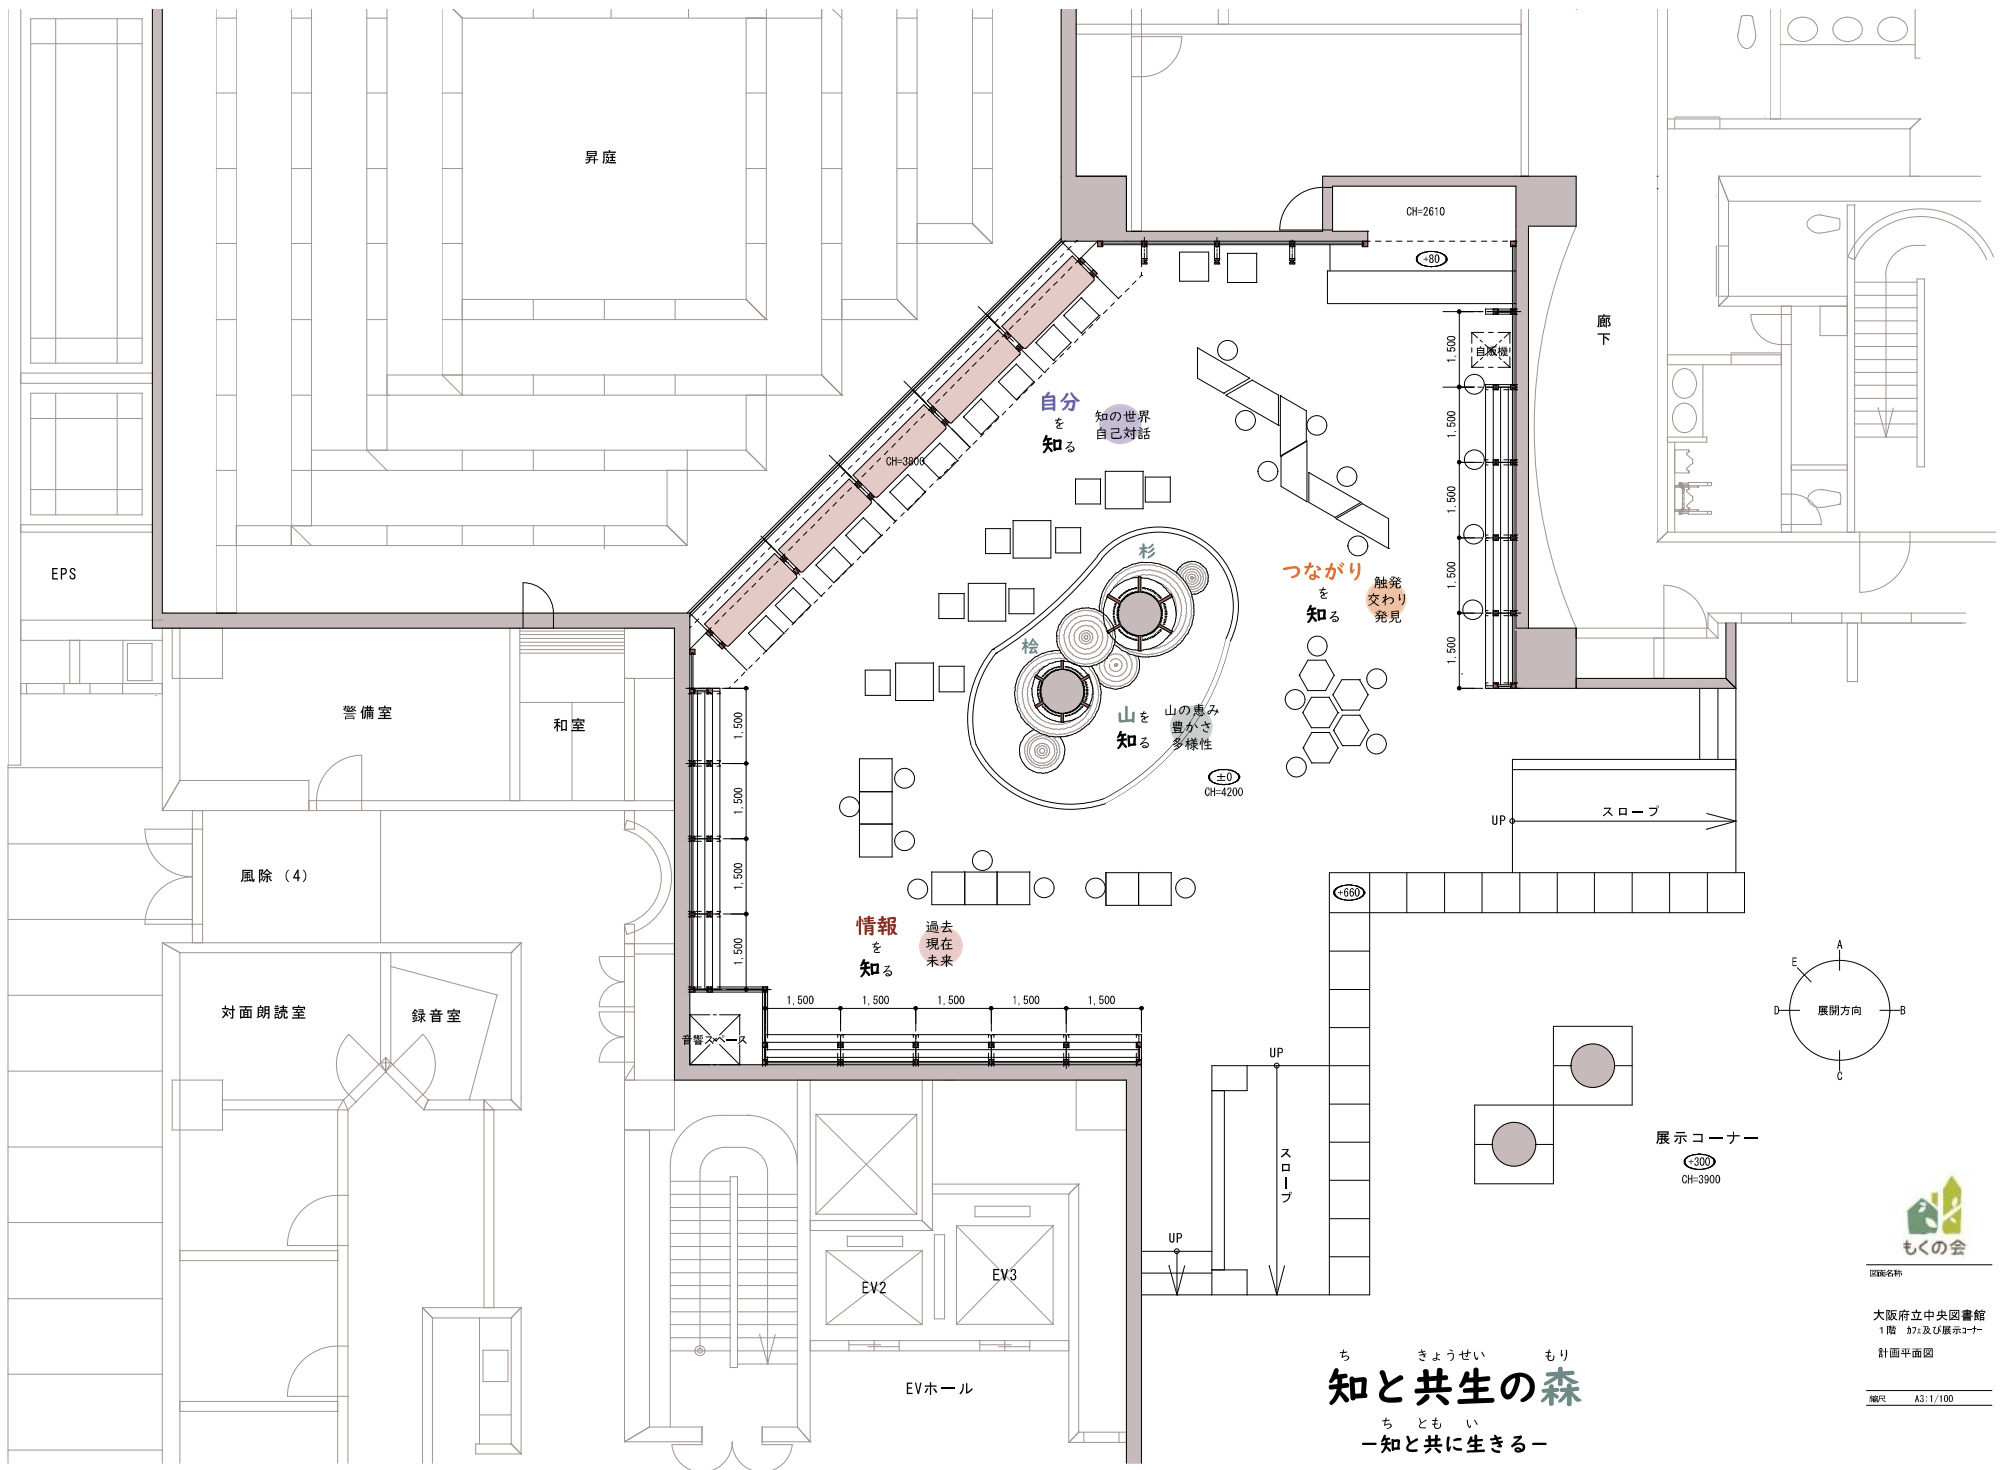 昇庭
CH=2610
+80
廊下
自販機
1,500
1,500
1,500
1,500
1,500
自分
を
知る
知の世界
自己対話
CH=3800
EPS
杉
つながり
を
知る
触発
交わり
発見
桧
山を
知る
山の恵み
豊かさ
多様性
±0
CH=4200
警備室
和室
1,500
1,500
1,500
1,500
UP
スロープ
風除(4)
+660
情報
を
知る
過去
現在
未来
対面朗読室
録音室
音響スペース
1,500
1,500
1,500
1,500
1,500
A
E
D
展開方向
B
C
UP
スロープ
UP
展示コーナー
+300
CH=3900
EV2
EV3
EVホール
もくの会
図面名称
大阪府立中央図書館
1階 カフェ及び展示コーナー
計画平面図
縮尺 A3:1/100
ち きょうせい もり
知と共生の森
ち とも い
ー知と共に生きるー